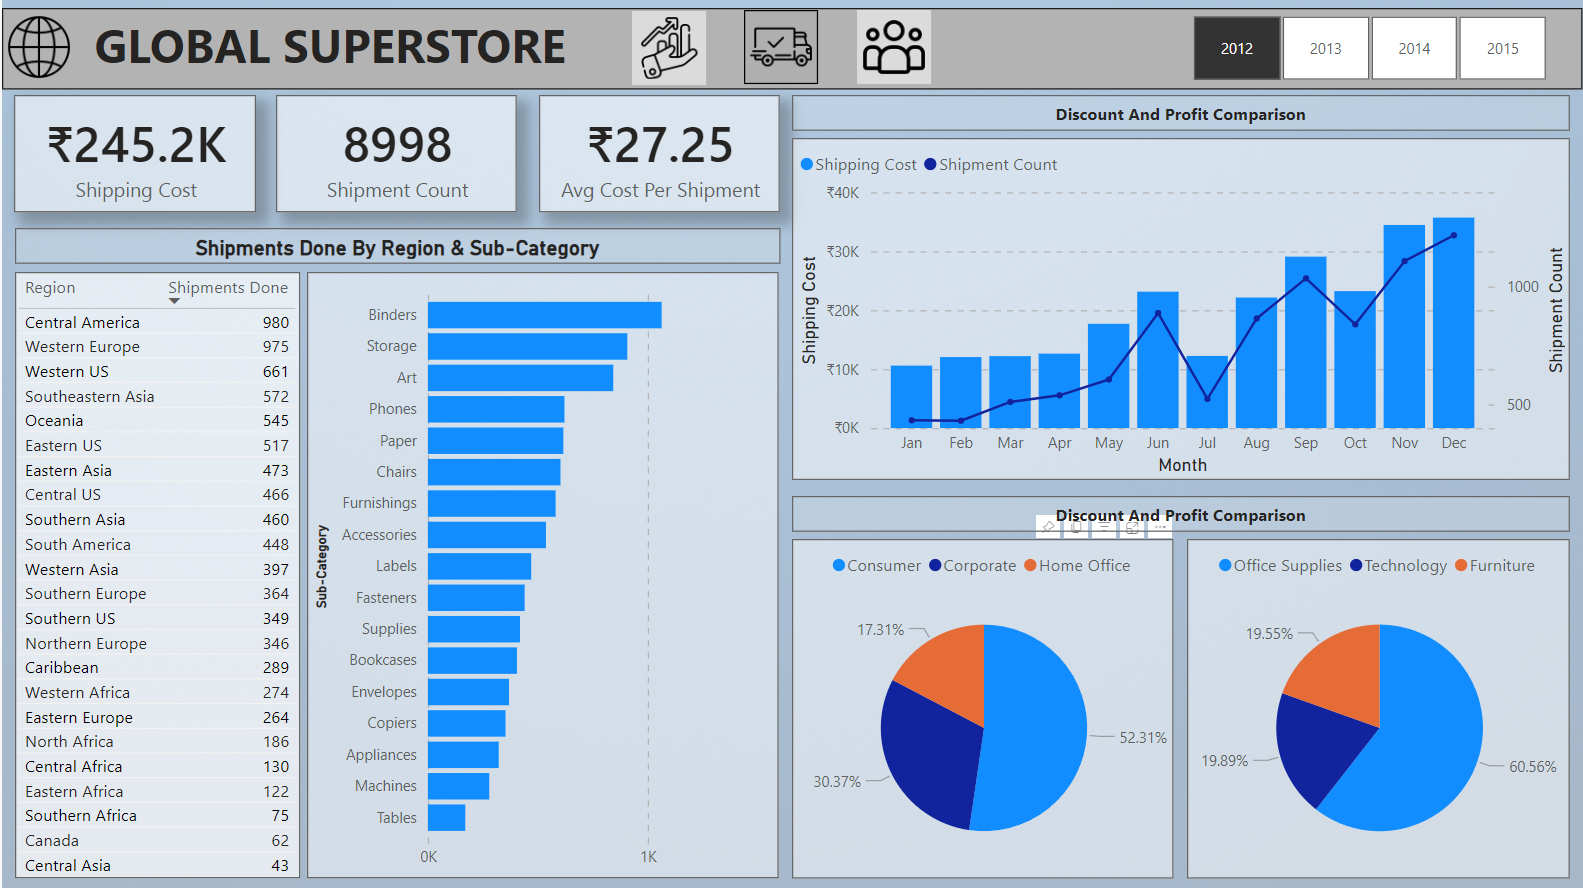 GLOBAL SUPERSTORE
2012 2013 2014 2015
₹245.2K
Shipping Cost
8998
Shipment Count
₹27.25
Avg Cost Per Shipment
Shipments Done By Region & Sub-Category
Region Shipments Done
Central America 980
Western Europe 975
Western US 661
Southeastern Asia 572
Oceania 545
Eastern US 517
Eastern Asia 473
Central US 466
Southern Asia 460
South America 448
Western Asia 397
Southern Europe 364
Southern US 349
Northern Europe 346
Caribbean 289
Western Africa 274
Eastern Europe 264
North Africa 186
Central Africa 130
Eastern Africa 122
Southern Africa 75
Canada 62
Central Asia 43
Sub-Category
Binders
Storage
Art
Phones
Paper
Chairs
Furnishings
Accessories
Labels
Fasteners
Supplies
Bookcases
Envelopes
Copiers
Appliances
Machines
Tables
0K 1K
Discount And Profit Comparison
Shipping Cost Shipment Count
Shipping Cost
₹40K
₹30K
₹20K
₹10K
₹0K
1000
500
Shipment Count
Jan Feb Mar Apr May Jun Jul Aug Sep Oct Nov Dec
Month
Discount And Profit Comparison
Consumer Corporate Home Office
17.31%
52.31%
30.37%
Office Supplies Technology Furniture
19.55%
19.89%
60.56%